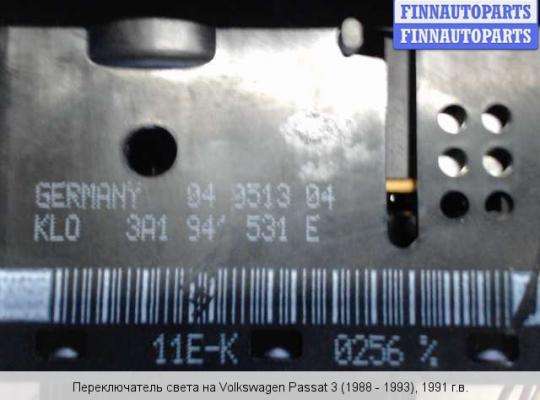 FINNAUTOPARTS
FINNAUTOPARTS
GERMANY 04 0513 04
KLO 3A1 94' 531 E
11E-K 0256 %
Переключатель света на Volkswagen Passat 3 (1988 - 1993), 1991 г.в.